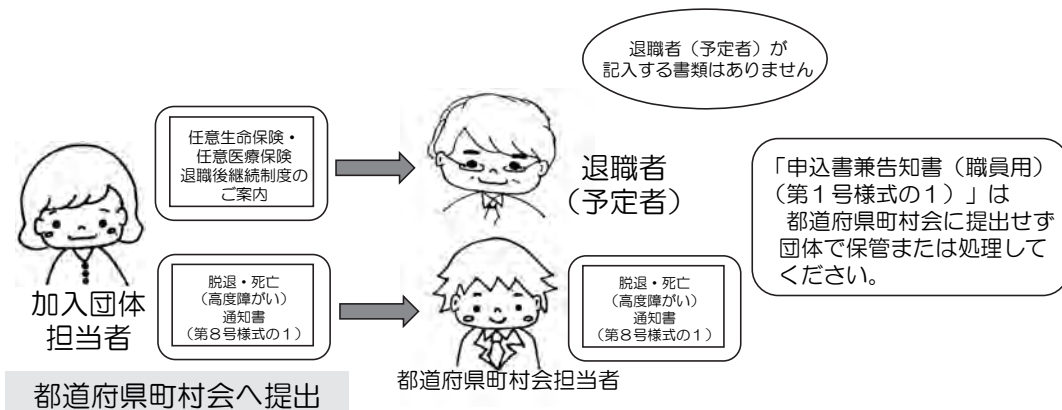 退職者（予定者）が
記入する書類はありません
任意生命保険・
任意医療保険
退職後継続制度の
ご案内
退職者
（予定者）
「申込書兼告知書（職員用）
（第１号様式の１）」は
都道府県町村会に提出せず
団体で保管または処理して
ください。
加入団体
担当者
脱退・死亡
（高度障がい）
通知書
（第８号様式の１）
脱退・死亡
（高度障がい）
通知書
（第８号様式の１）
都道府県町村会担当者
都道府県町村会へ提出